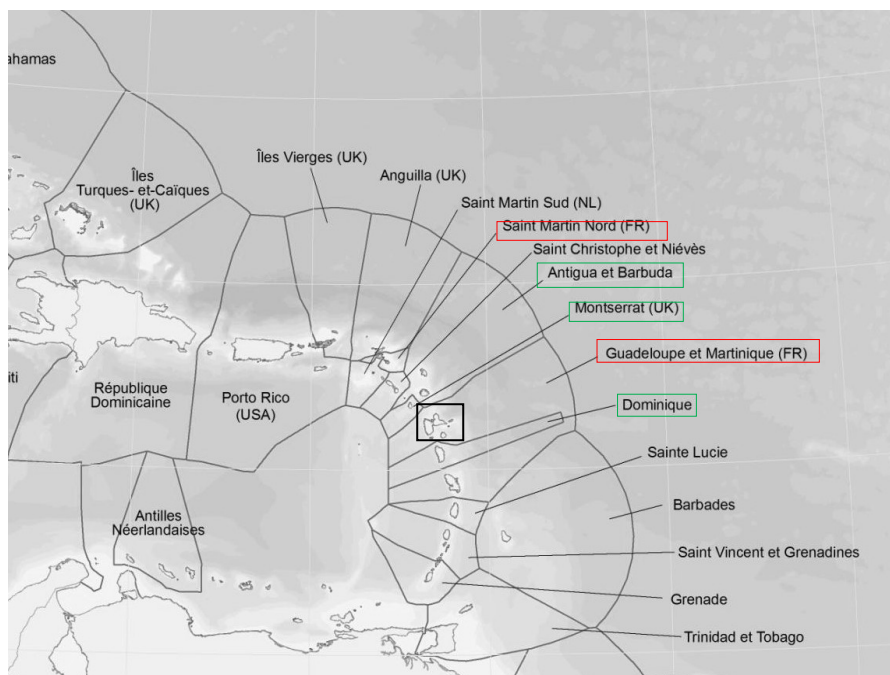 ahamas
Îles
Turques- et-Caïques
(UK)
Îles Vierges (UK)
Anguilla (UK)
Saint Martin Sud (NL)
Saint Martin Nord (FR)
Saint Christophe et Niévès
Antigua et Barbuda
Montserrat (UK)
Guadeloupe et Martinique (FR)
iti
République
Dominicaine
Porto Rico
(USA)
Dominique
Sainte Lucie
Antilles
Néerlandaises
Barbades
Saint Vincent et Grenadines
Grenade
Trinidad et Tobago